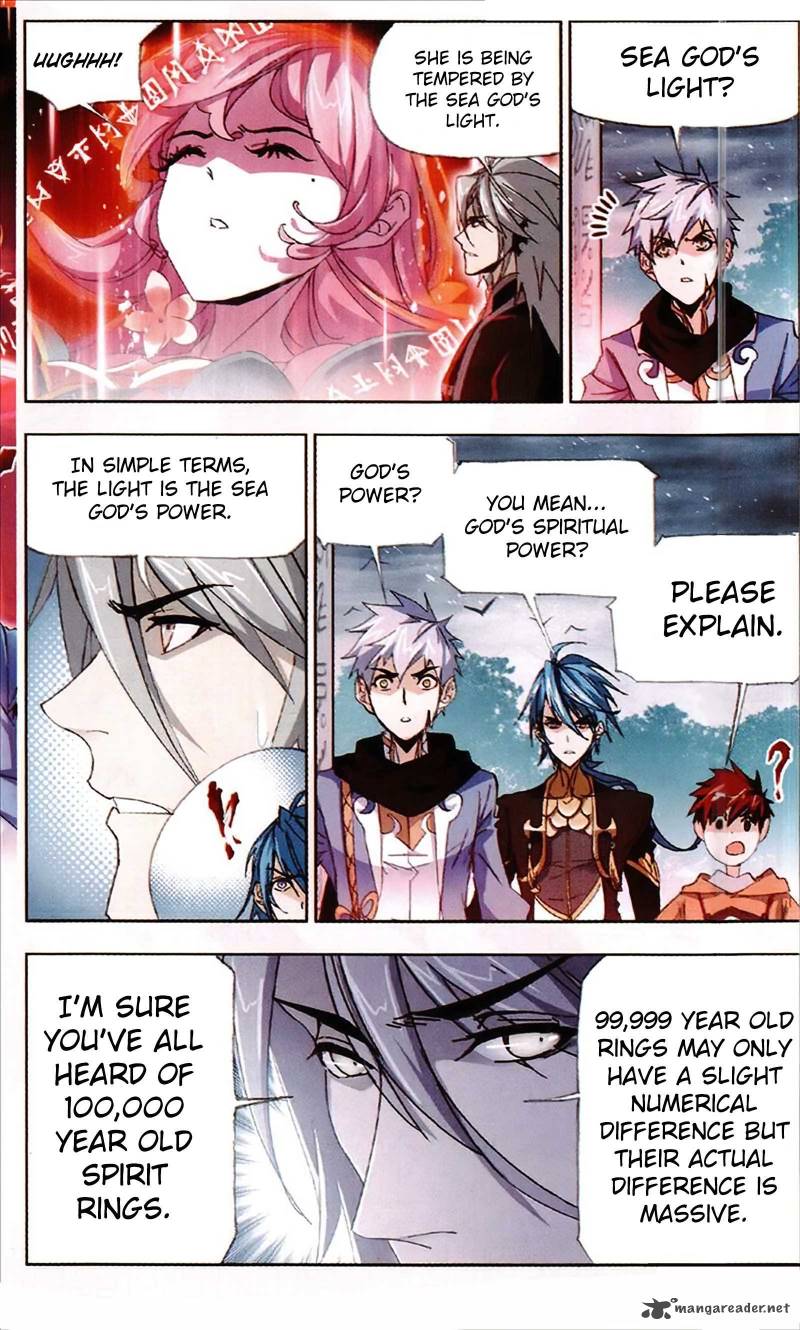 UUGHHH!
SHE IS BEING
TEMPERED BY
THE SEA GOD'S
LIGHT.
SEA GOD'S
LIGHT?
IN SIMPLE TERMS,
THE LIGHT IS THE SEA
GOD'S POWER.
!!
GOD'S
POWER?
YOU MEAN...
GOD'S SPIRITUAL
POWER?
PLEASE
EXPLAIN.
?
I'M SURE
YOU'VE ALL
HEARD OF
100,000
YEAR OLD
SPIRIT
RINGS.
99,999 YEAR OLD
RINGS MAY ONLY
HAVE A SLIGHT
NUMERICAL
DIFFERENCE BUT
THEIR ACTUAL
DIFFERENCE IS
MASSIVE.
mangareader.net